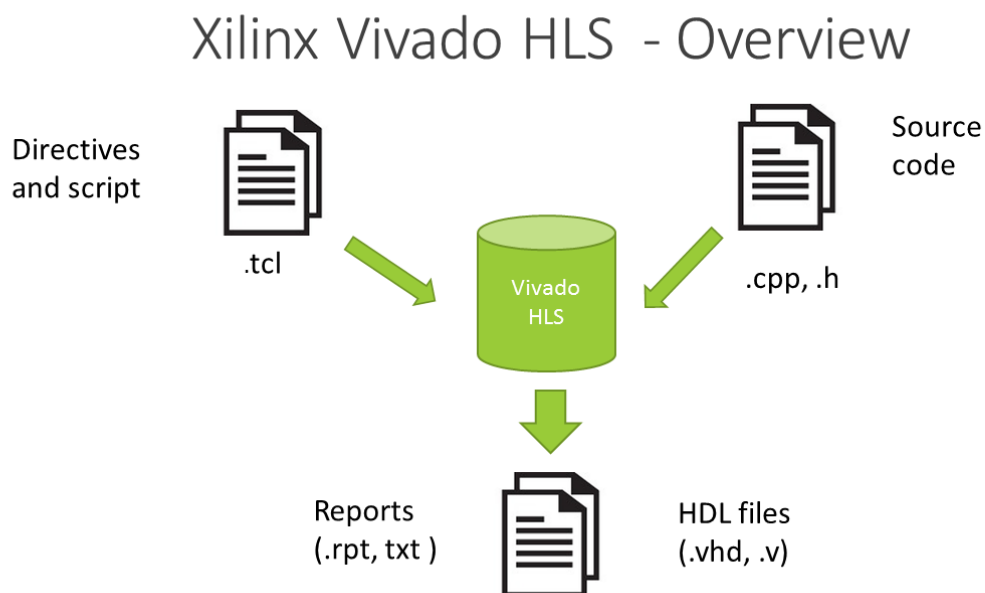 Xilinx Vivado HLS - Overview
Directives
and script
.tcl
Source
code
.cpp, .h
Vivado
HLS
Reports
(.rpt, txt )
HDL files
(.vhd, .v)